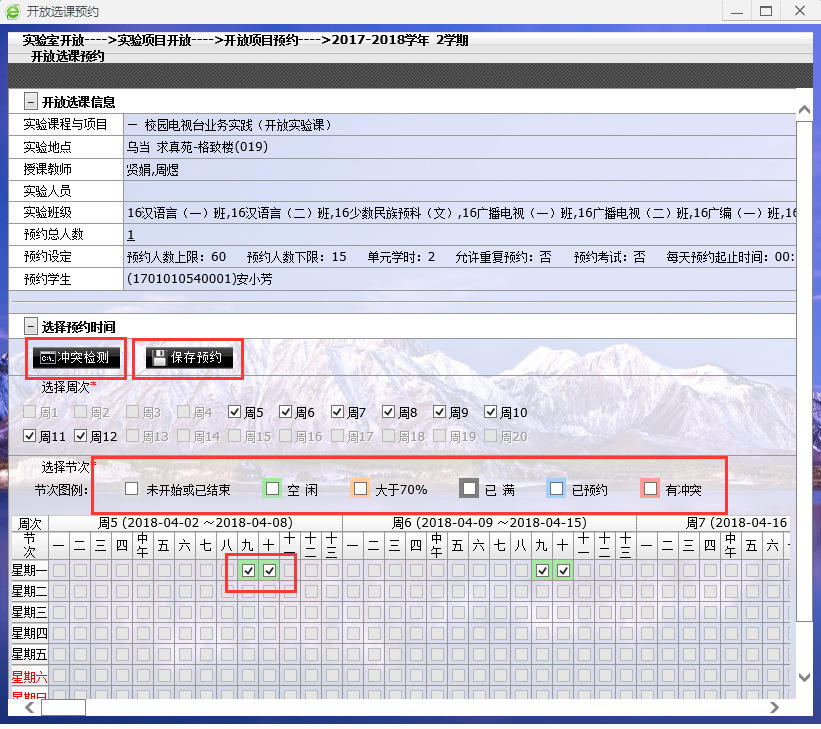 开放选课预约
实验室开放---->实验项目开放---->开放项目预约---->2017-2018学年 2学期
开放选课预约
开放选课信息
实验课程与项目 一 校园电视台业务实践（开放实验课）
实验地点 乌当 求真苑-格致楼(019)
授课教师 贤娟,周煜
实验人员
实验班级 16汉语言（一）班,16汉语言（二）班,16少数民族预科（文）,16广播电视（一）班,16广播电视（二）班,16广编（一）班,16
预约总人数 1
预约设定 预约人数上限：60 预约人数下限：15 单元学时：2 允许重复预约：否 预约考试：否 每天预约起止时间：00:
预约学生 (1701010540001)安小芳
选择预约时间
冲突检测 保存预约
选择周次*
周1 周2 周3 周4 周5 周6 周7 周8 周9 周10
周11 周12 周13 周14 周15 周16 周17 周18 周19 周20
选择节次*
节次图例: 未开始或已结束 空 闲 大于70% 已 满 已预约 有冲突
周次 周5 (2018-04-02 ～2018-04-08) 周6 (2018-04-09 ～2018-04-15) 周7 (2018-04-16
节次 一 二 三 四 中午 五 六 七 八 九 十 十一 十二 十三 一 二 三 四 中午 五 六 七 八 九 十 十一 十二 十三 一 二 三 四 中午 五 六
星期一
星期二
星期三
星期四
星期五
星期六
星期日